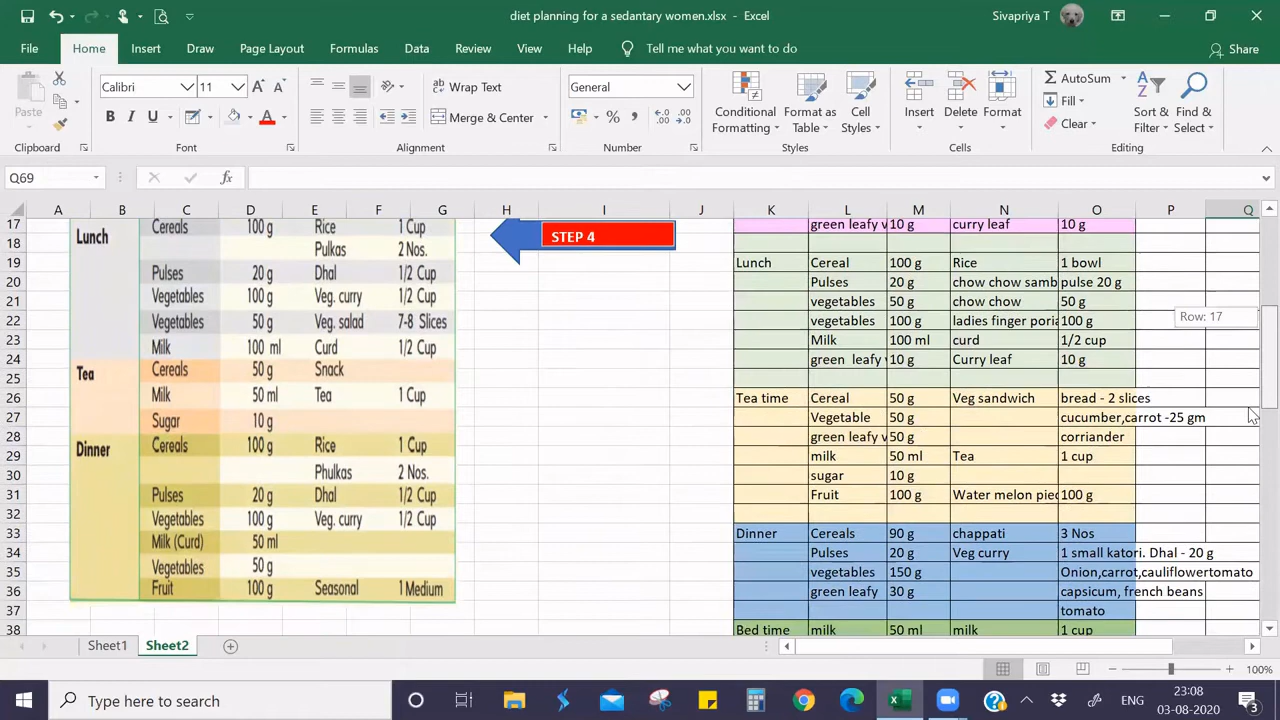 diet planning for a sedantary women.xlsx - Excel
Sivapriya T
File Home Insert Draw Page Layout Formulas Data Review View Help Tell me what you want to do Share
Paste Calibri 11 Wrap Text General Conditional Formatting Format as Table Cell Styles Insert Delete Format AutoSum Sort & Filter Find & Select
B I U A Merge & Center % Fill
Clear
Clipboard Font Alignment Number Styles Cells Editing
Q69 fx
A B C D E F G H I J K L M N O P Q
17 Lunch Cereals 100 g Rice 1 Cup green leafy v 10 g curry leaf 10 g
18 Pulkas 2 Nos. STEP 4
19 Pulses 20 g Dhal 1/2 Cup Lunch Cereal 100 g Rice 1 bowl
20 Vegetables 100 g Veg. curry 1/2 Cup Pulses 20 g chow chow samb pulse 20 g
21 vegetables 50 g chow chow 50 g
22 Vegetables 50 g Veg. salad 7-8 Slices vegetables 100 g ladies finger poria 100 g Row: 17
23 Milk 100 ml Curd 1/2 Cup Milk 100 ml curd 1/2 cup
24 Tea Cereals 50 g Snack green leafy v 10 g Curry leaf 10 g
25
26 Milk 50 ml Tea 1 Cup Tea time Cereal 50 g Veg sandwich bread - 2 slices
27 Sugar 10 g Vegetable 50 g cucumber,carrot -25 gm
28 Dinner Cereals 100 g Rice 1 Cup green leafy v 50 g corriander
29 milk 50 ml Tea 1 cup
30 Phulkas 2 Nos. sugar 10 g
31 Pulses 20 g Dhal 1/2 Cup Fruit 100 g Water melon piec 100 g
32 Vegetables 100 g Veg. curry 1/2 Cup
33 Milk (Curd) 50 ml Dinner Cereals 90 g chappati 3 Nos
34 Pulses 20 g Veg curry 1 small katori. Dhal - 20 g
35 Vegetables 50 g vegetables 150 g Onion,carrot,cauliflowertomato
36 Fruit 100 g Seasonal 1 Medium green leafy 30 g capsicum, french beans
37 tomato
38 Bed time milk 50 ml milk 1 cup
Sheet1 Sheet2
100%
Type here to search ENG 23:08
03-08-2020 3